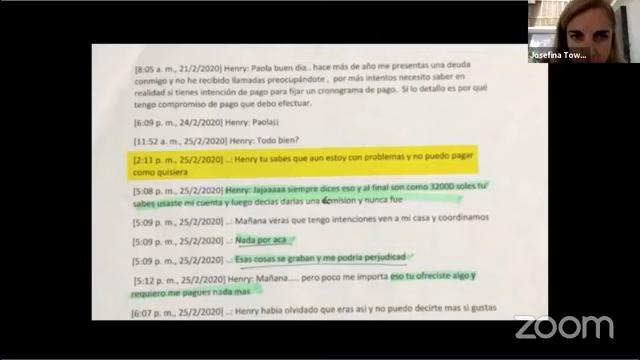 Josefina Tow...
[8:05 a. m., 21/2/2020] Henry: Paola buen dia.. hace más de año me presentas una deuda
conmigo y no he recibido llamadas preocupándote , por más intentos necesito saber en
realidad si tienes intención de pago para fijar un cronograma de pago. Si lo detallo es por qué
tengo compromiso de pago que debo efectuar.
[6:09 p. m., 24/2/2020] Henry: Paola¡¡
[11:52 a. m., 25/2/2020] Henry: Todo bien?
[2:11 p. m., 25/2/2020] ..: Henry tu sabes que aun estoy con problemas y no puedo pagar
como quisiera
[5:08 p. m., 25/2/2020] Henry: Jajaaaaa siempre dices eso y al final son como 32000 soles tu
sabes usaste mi cuenta y luego decias darias una comision y nunca fue
[5:09 p. m., 25/2/2020] ..: Mañana veras que tengo intenciones ven a mi casa y coordinamos
[5:09 p. m., 25/2/2020] ..: Nada por aca
[5:09 p. m., 25/2/2020] ..: Esas cosas se graban y me podria perjudicad
[5:12 p. m., 25/2/2020] Henry: Mañana..... pero poco me importa eso tu ofreciste algo y
requiero me pagues nada mas
[6:07 p. m., 25/2/2020] ..: Henry habia olvidado que eras asi y no puedo decirte mas si gustas
zoom